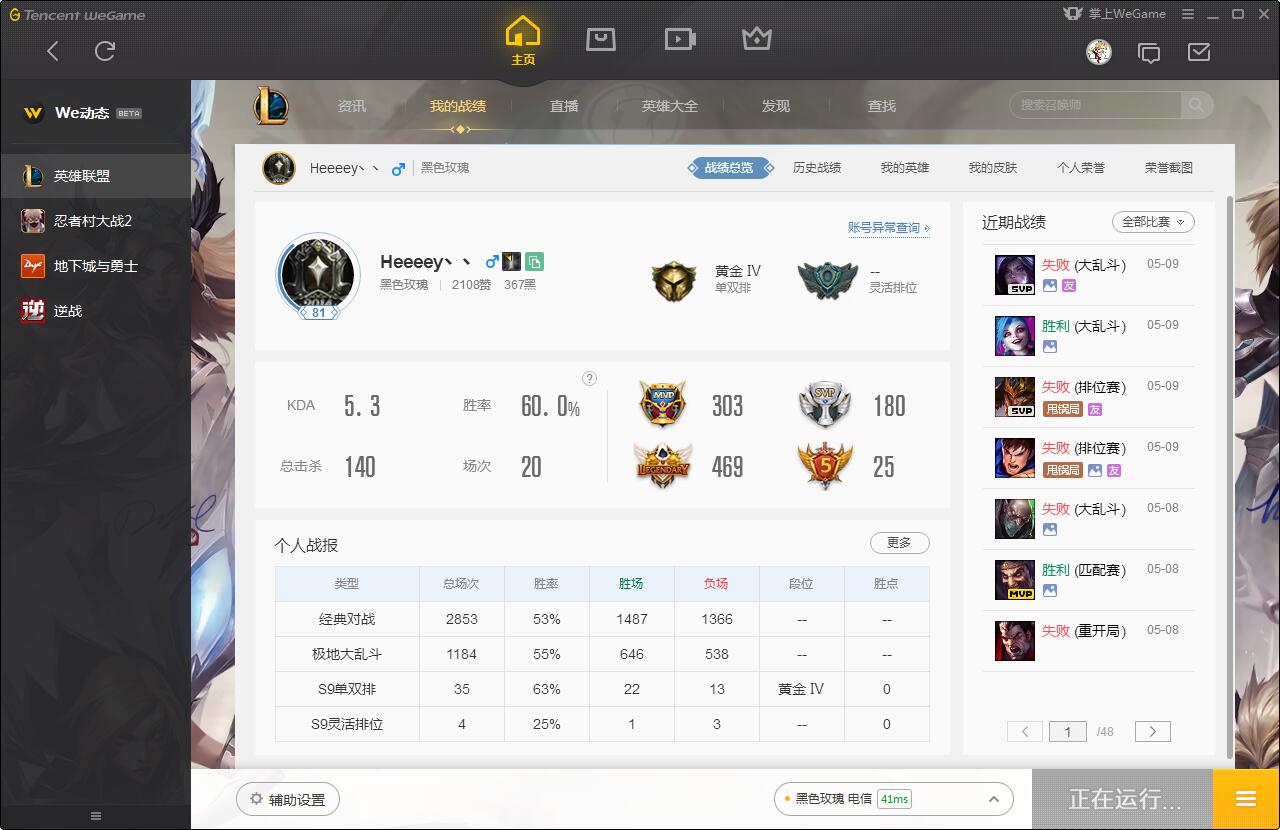 Tencent WeGame
掌上WeGame
主页
We动态 BETA
英雄联盟
忍者村大战2
地下城与勇士
逆战
资讯 我的战绩 直播 英雄大全 发现 查找 搜索召唤师
Heeeey丶丶 黑色玫瑰 战绩总览 历史战绩 我的英雄 我的皮肤 个人荣誉 荣誉截图
账号异常查询
Heeeey丶丶
黑色玫瑰 2108赞 367黑
2014
81
黄金 IV
单双排
--
灵活排位
KDA 5.3 胜率 60.0% ? MVP 303 SVP 180
总击杀 140 场次 20 LEGENDARY 469 5 25
个人战报 更多
类型 总场次 胜率 胜场 负场 段位 胜点
经典对战 2853 53% 1487 1366 -- --
极地大乱斗 1184 55% 646 538 -- --
S9单双排 35 63% 22 13 黄金 IV 0
S9灵活排位 4 25% 1 3 -- 0
近期战绩 全部比赛
失败 (大乱斗) 05-09
SVP 友
胜利 (大乱斗) 05-09
失败 (排位赛) 05-09
SVP 甩锅局 友
失败 (排位赛) 05-09
甩锅局 友
失败 (大乱斗) 05-08
胜利 (匹配赛) 05-08
MVP
失败 (重开局) 05-08
1 /48
辅助设置
黑色玫瑰 电信 41ms
正在运行...